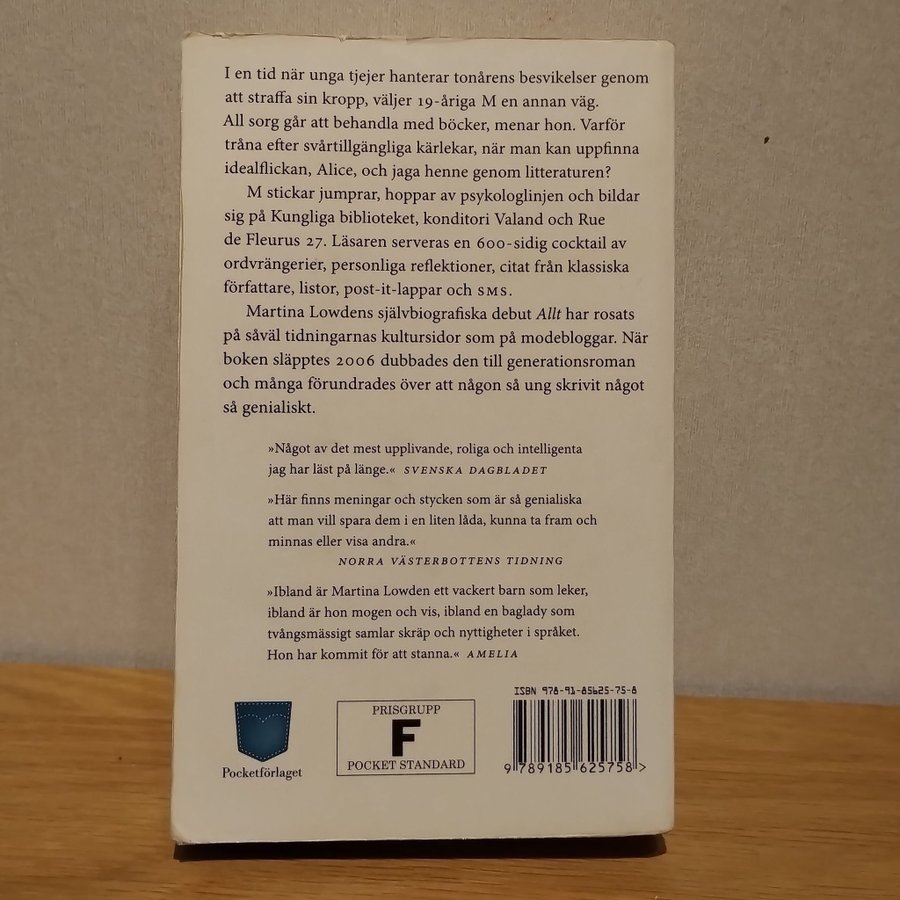 I en tid när unga tjejer hanterar tonårens besvikelser genom
att straffa sin kropp, väljer 19-åriga M en annan väg.
All sorg går att behandla med böcker, menar hon. Varför
tråna efter svårtillgängliga kärlekar, när man kan uppfinna
idealflickan, Alice, och jaga henne genom litteraturen?
M stickar jumprar, hoppar av psykologlinjen och bildar
sig på Kungliga biblioteket, konditori Valand och Rue
de Fleurus 27. Läsaren serveras en 600-sidig cocktail av
ordvrängerier, personliga reflektioner, citat från klassiska
författare, listor, post-it-lappar och SMS.
Martina Lowdens självbiografiska debut Allt har rosats
på såväl tidningarnas kultursidor som på modebloggar. När
boken släpptes 2006 dubbades den till generationsroman
och många förundrades över att någon så ung skrivit något
så genialiskt.
»Något av det mest upplivande, roliga och intelligenta
jag har läst på länge.« SVENSKA DAGBLADET
»Här finns meningar och stycken som är så genialiska
att man vill spara dem i en liten låda, kunna ta fram och
minnas eller visa andra.«
NORRA VÄSTERBOTTENS TIDNING
»Ibland är Martina Lowden ett vackert barn som leker,
ibland är hon mogen och vis, ibland en baglady som
tvångsmässigt samlar skräp och nyttigheter i språket.
Hon har kommit för att stanna.« AMELIA
Pocketförlaget
PRISGRUPP
F
POCKET STANDARD
ISBN 978-91-85625-75-8
9 789185 625758 >